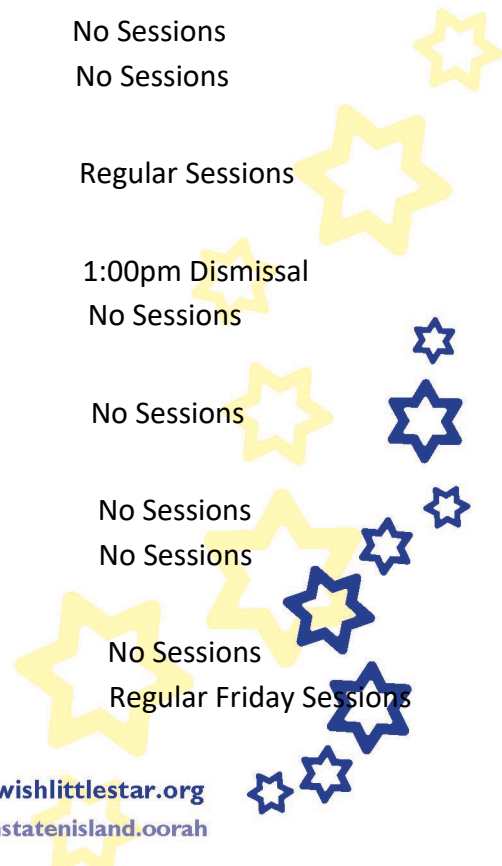 No Sessions
No Sessions
Regular Sessions
1:00pm Dismissal
No Sessions
No Sessions
No Sessions
No Sessions
No Sessions
Regular Friday Sessions
wishlittlestar.org
statenisland.oorah